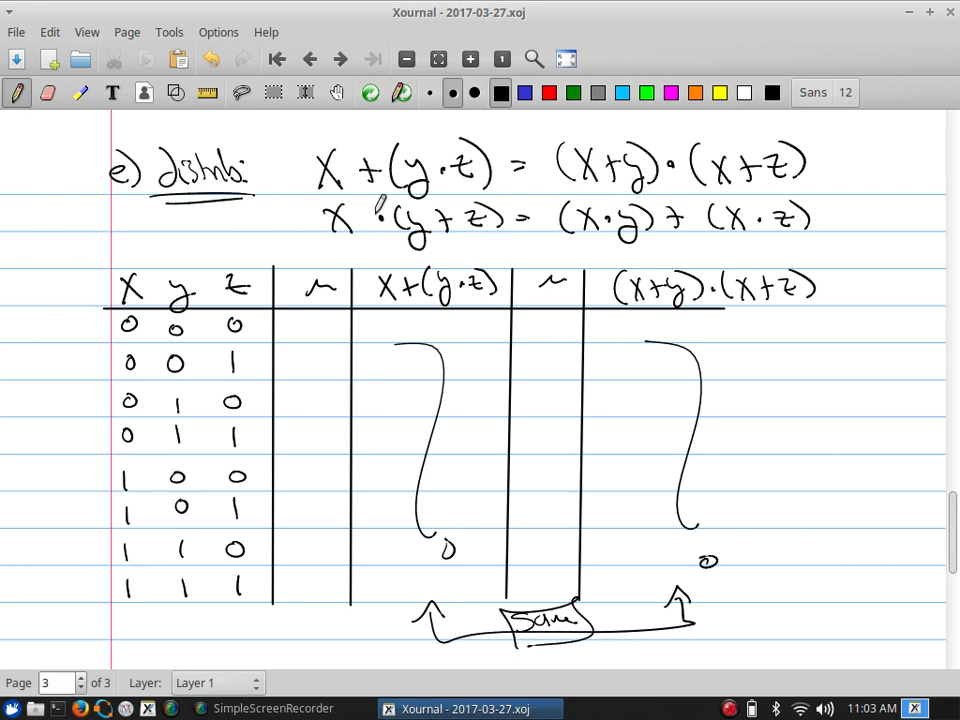 Xournal - 2017-03-27.xoj
File Edit View Page Tools Options Help
Sans 12
e) distrib: X + (y · z) = (X+y) · (X+z)
X · (y + z) = (X · y) + (X · z)
X y z X+(y·z) (X+y)·(X+z)
0 0 0
0 0 1
0 1 0
0 1 1
1 0 0
1 0 1
1 1 0
1 1 1
Same
Page 3 of 3 Layer: Layer 1
SimpleScreenRecorder Xournal - 2017-03-27.xoj 11:03 AM